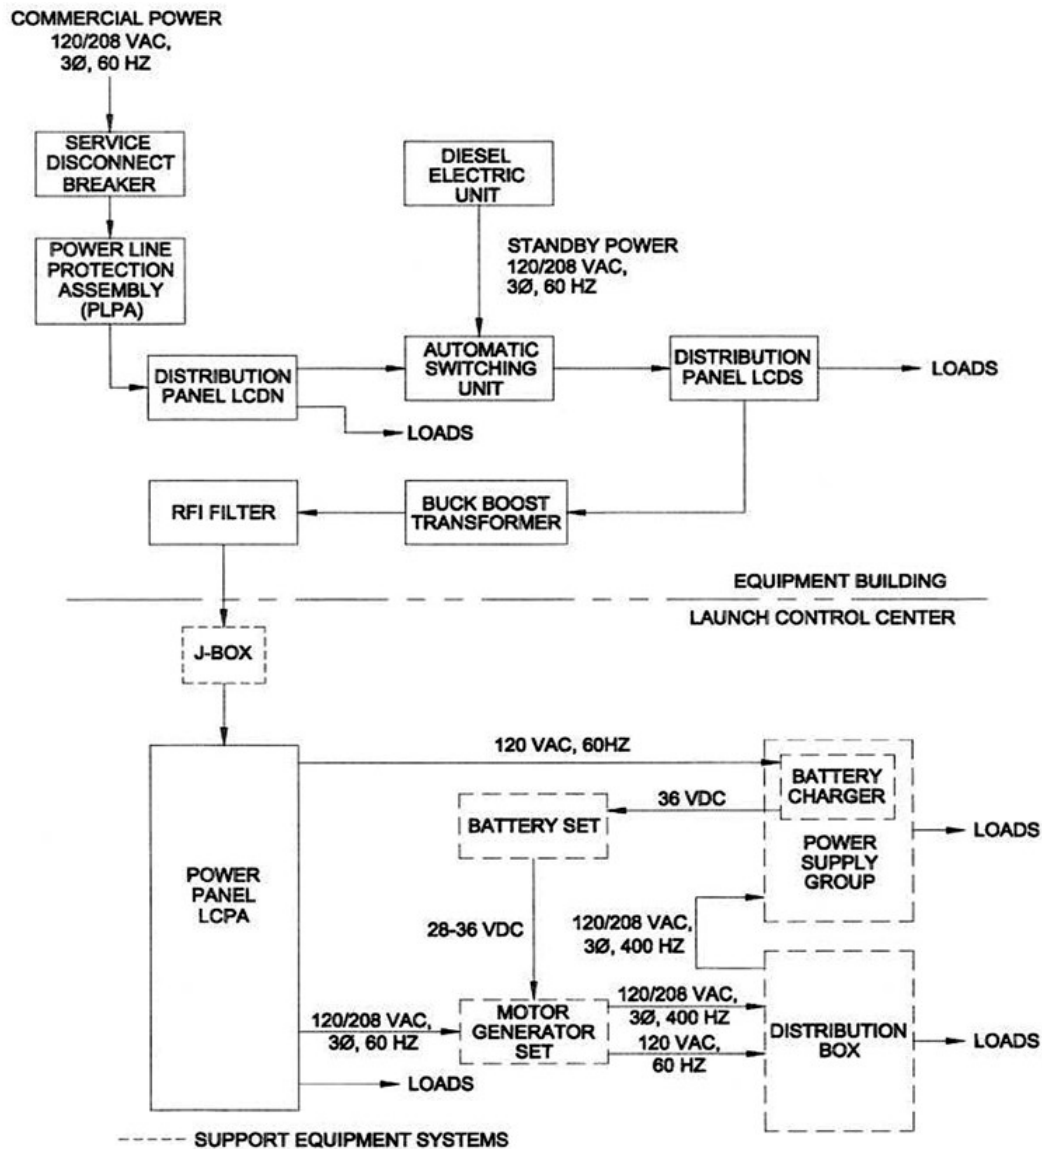 COMMERCIAL POWER
120/208 VAC,
3Ø, 60 HZ
SERVICE
DISCONNECT
BREAKER
DIESEL
ELECTRIC
UNIT
POWER LINE
PROTECTION
ASSEMBLY
(PLPA)
STANDBY POWER
120/208 VAC,
3Ø, 60 HZ
DISTRIBUTION
PANEL LCDN
AUTOMATIC
SWITCHING
UNIT
DISTRIBUTION
PANEL LCDS
LOADS
LOADS
RFI FILTER
BUCK BOOST
TRANSFORMER
EQUIPMENT BUILDING
LAUNCH CONTROL CENTER
J-BOX
POWER
PANEL
LCPA
120 VAC, 60HZ
BATTERY
CHARGER
36 VDC
BATTERY SET
POWER
SUPPLY
GROUP
LOADS
28-36 VDC
120/208 VAC,
3Ø, 400 HZ
120/208 VAC,
3Ø, 60 HZ
MOTOR
GENERATOR
SET
120/208 VAC,
3Ø, 400 HZ
120 VAC,
60 HZ
DISTRIBUTION
BOX
LOADS
LOADS
SUPPORT EQUIPMENT SYSTEMS